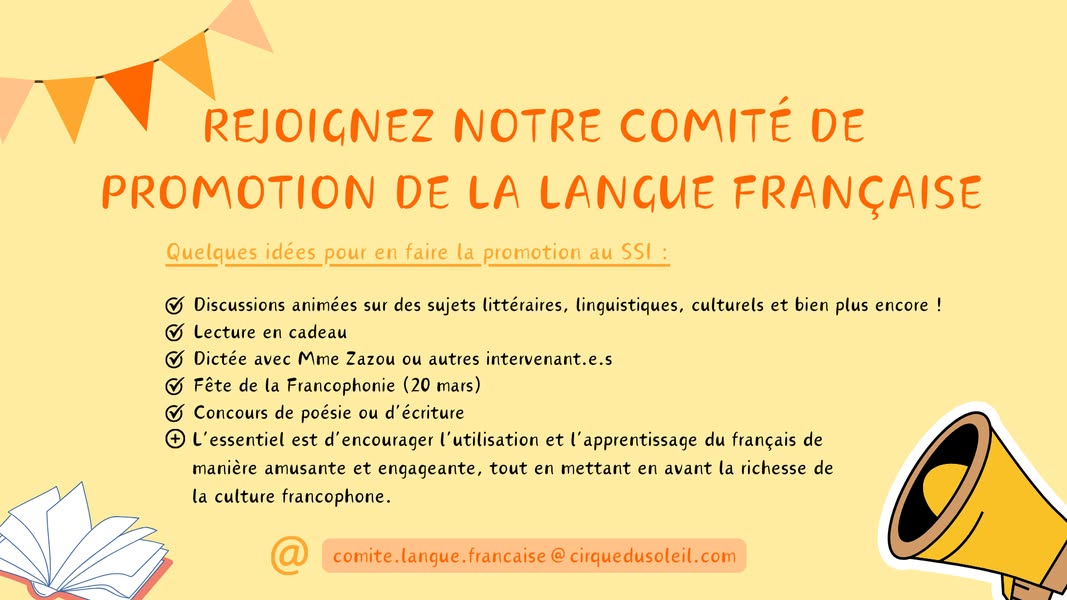 REJOIGNEZ NOTRE COMITÉ DE
PROMOTION DE LA LANGUE FRANÇAISE
Quelques idées pour en faire la promotion au SSI :
Discussions animées sur des sujets littéraires, linguistiques, culturels et bien plus encore !
Lecture en cadeau
Dictée avec Mme Zazou ou autres intervenant.e.s
Fête de la Francophonie (20 mars)
Concours de poésie ou d'écriture
L'essentiel est d'encourager l'utilisation et l'apprentissage du français de
manière amusante et engageante, tout en mettant en avant la richesse de
la culture francophone.
@ comite.langue.francaise@cirquedusoleil.com